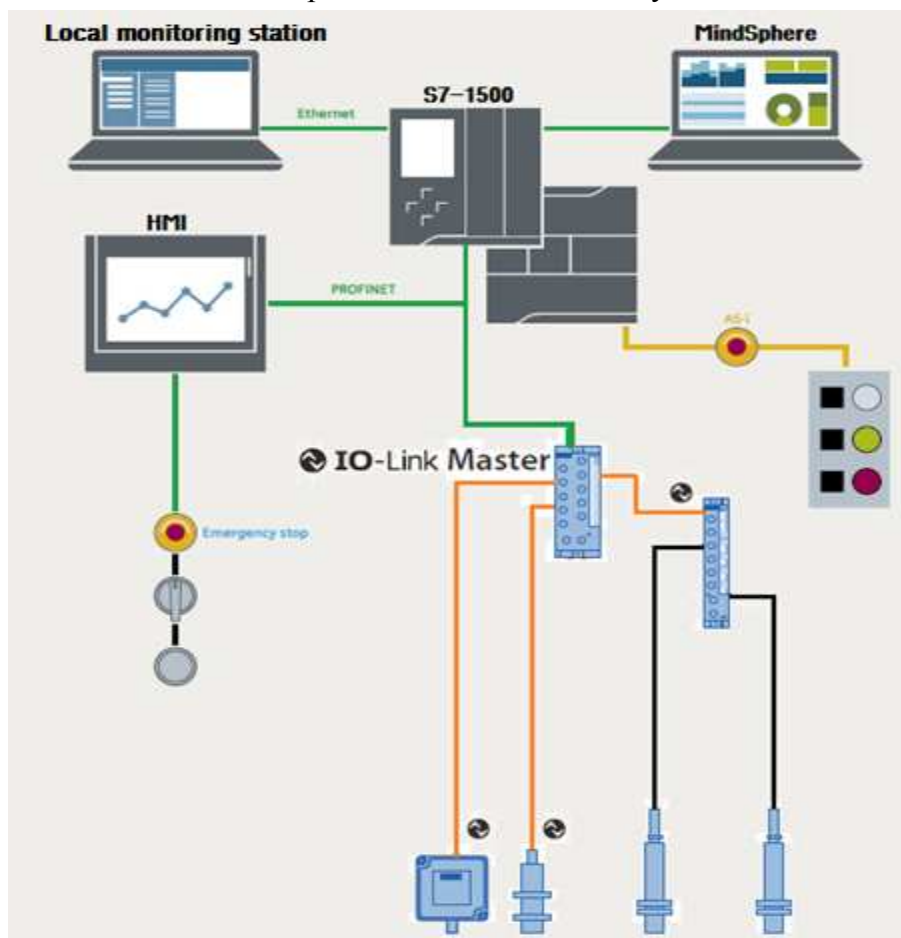 Local monitoring station
MindSphere
S7-1500
Ethernet
HMI
PROFINET
AS-i
IO-Link Master
Emergency stop